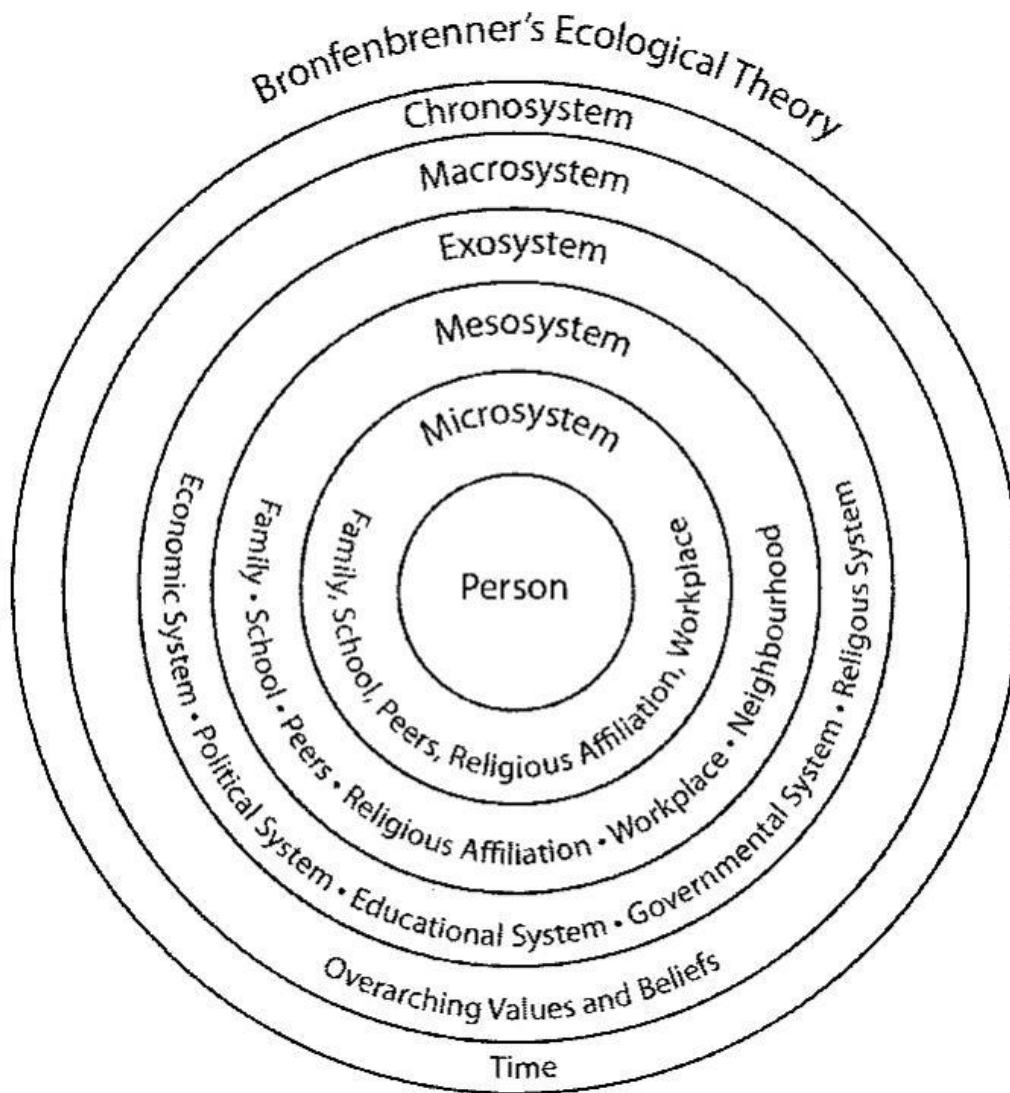 Bronfenbrenner's Ecological Theory
Chronosystem
Macrosystem
Exosystem
Mesosystem
Microsystem
Person
Family, School, Peers, Religious Affiliation, Workplace
Family • School • Peers • Religious Affiliation • Workplace • Neighbourhood
Economic System • Political System • Educational System • Governmental System • Religous System
Overarching Values and Beliefs
Time